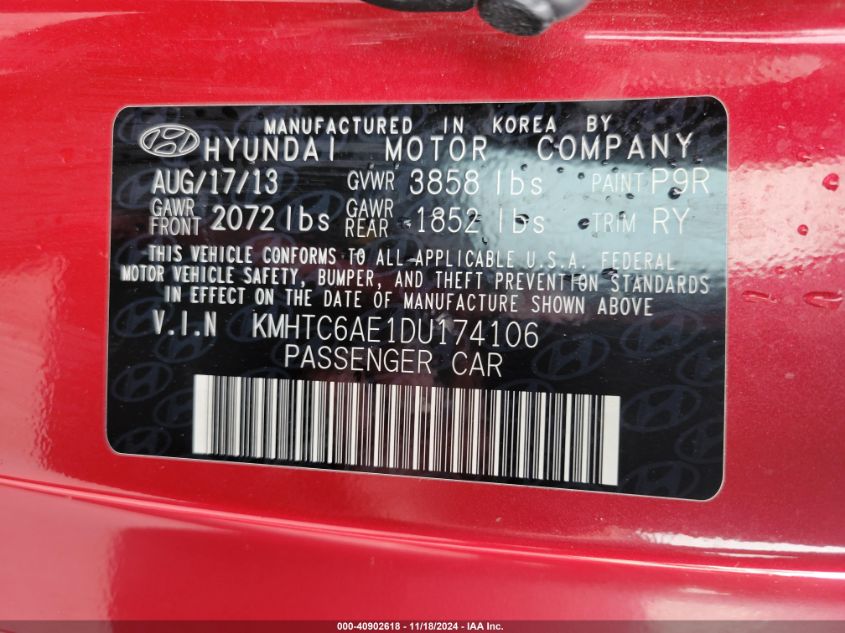 MANUFACTURED IN KOREA BY
HYUNDAI MOTOR COMPANY
AUG/17/13 GVWR 3858 lbs PAINT P9R
GAWR FRONT 2072 lbs GAWR REAR 1852 lbs TRIM RY
THIS VEHICLE CONFORMS TO ALL APPLICABLE U.S.A. FEDERAL
MOTOR VEHICLE SAFETY, BUMPER, AND THEFT PREVENTION STANDARDS
IN EFFECT ON THE DATE OF MANUFACTURE SHOWN ABOVE
V.I.N KMHTC6AE1DU174106
PASSENGER CAR
000-40902618 - 11/18/2024 - IAA Inc.